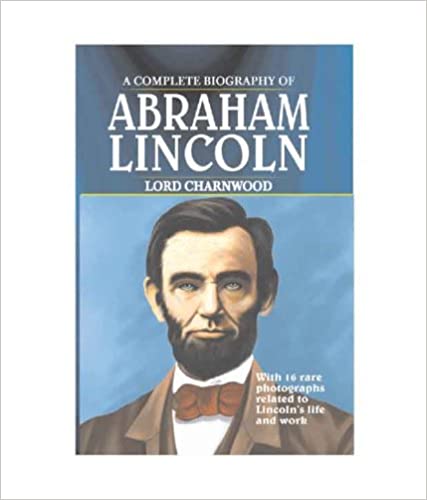 A COMPLETE BIOGRAPHY OF
ABRAHAM
LINCOLN
LORD CHARNWOOD
With 16 rare
photographs
related to
Lincoln's life
and work